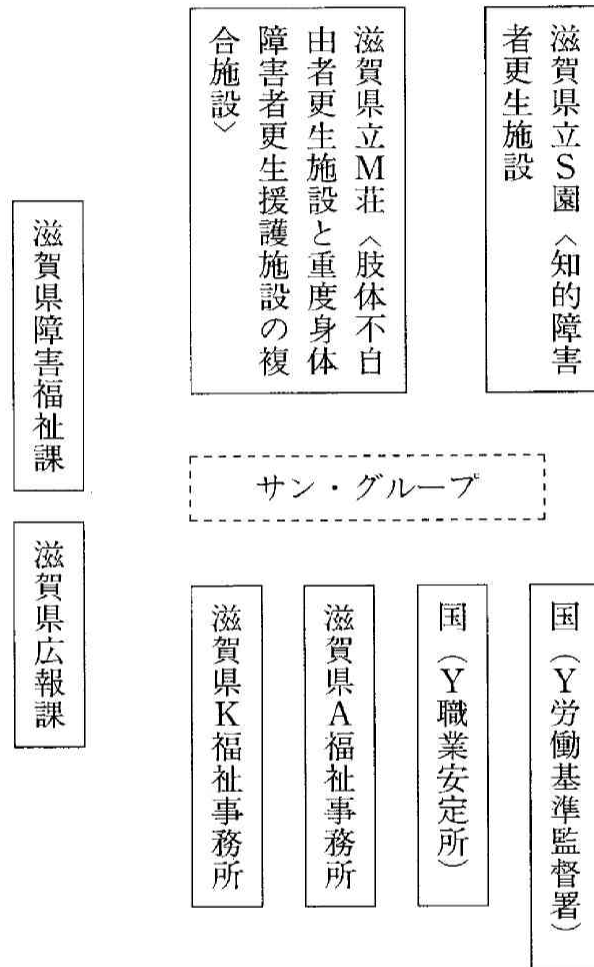 滋賀県立S園〈知的障害
者更生施設
滋賀県立M荘〈肢体不自
由者更生施設と重度身体
障害者更生援護施設の複
合施設〉
サン・グループ
国（Y労働基準監督署）
国（Y職業安定所）
滋賀県A福祉事務所
滋賀県K福祉事務所
滋賀県障害福祉課
滋賀県広報課